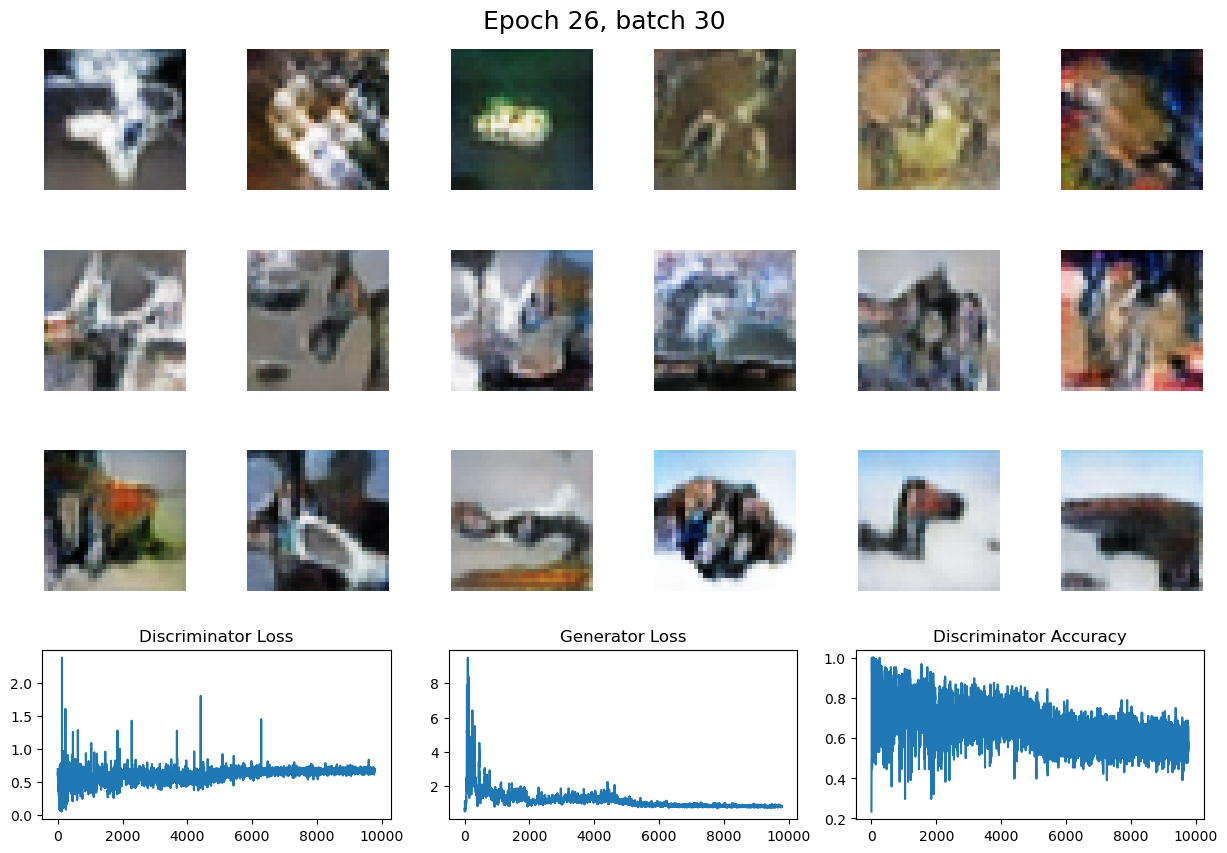 Epoch 26, batch 30
Discriminator Loss
Generator Loss
Discriminator Accuracy
2.0
1.5
1.0
0.5
0.0
0 2000 4000 6000 8000 10000
8
6
4
2
0 2000 4000 6000 8000 10000
1.0
0.8
0.6
0.4
0.2
0 2000 4000 6000 8000 10000